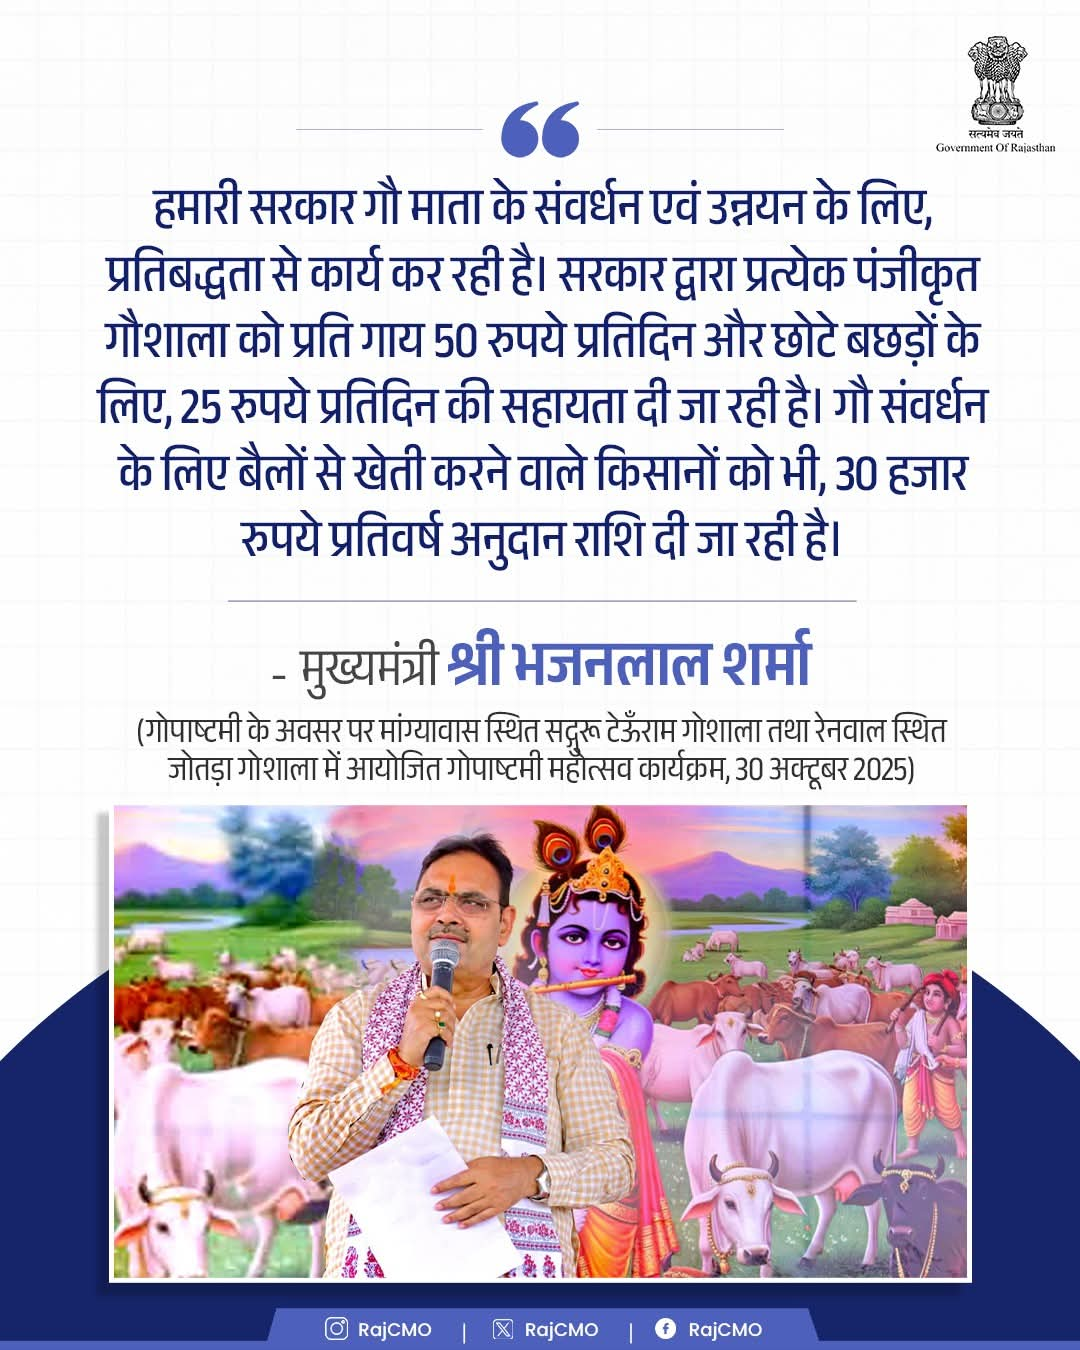 सत्यमेव जयते
Government Of Rajasthan
हमारी सरकार गौ माता के संवर्धन एवं उन्नयन के लिए,
प्रतिबद्धता से कार्य कर रही है। सरकार द्वारा प्रत्येक पंजीकृत
गौशाला को प्रति गाय 50 रुपये प्रतिदिन और छोटे बछड़ों के
लिए, 25 रुपये प्रतिदिन की सहायता दी जा रही है। गौ संवर्धन
के लिए बैलों से खेती करने वाले किसानों को भी, 30 हजार
रुपये प्रतिवर्ष अनुदान राशि दी जा रही है।
- मुख्यमंत्री श्री भजनलाल शर्मा
(गोपाष्टमी के अवसर पर मांग्यावास स्थित सद्गुरू टेऊँराम गोशाला तथा रेनवाल स्थित
जोतड़ा गोशाला में आयोजित गोपाष्टमी महोत्सव कार्यक्रम, 30 अक्टूबर 2025)
RajCMO | RajCMO | RajCMO